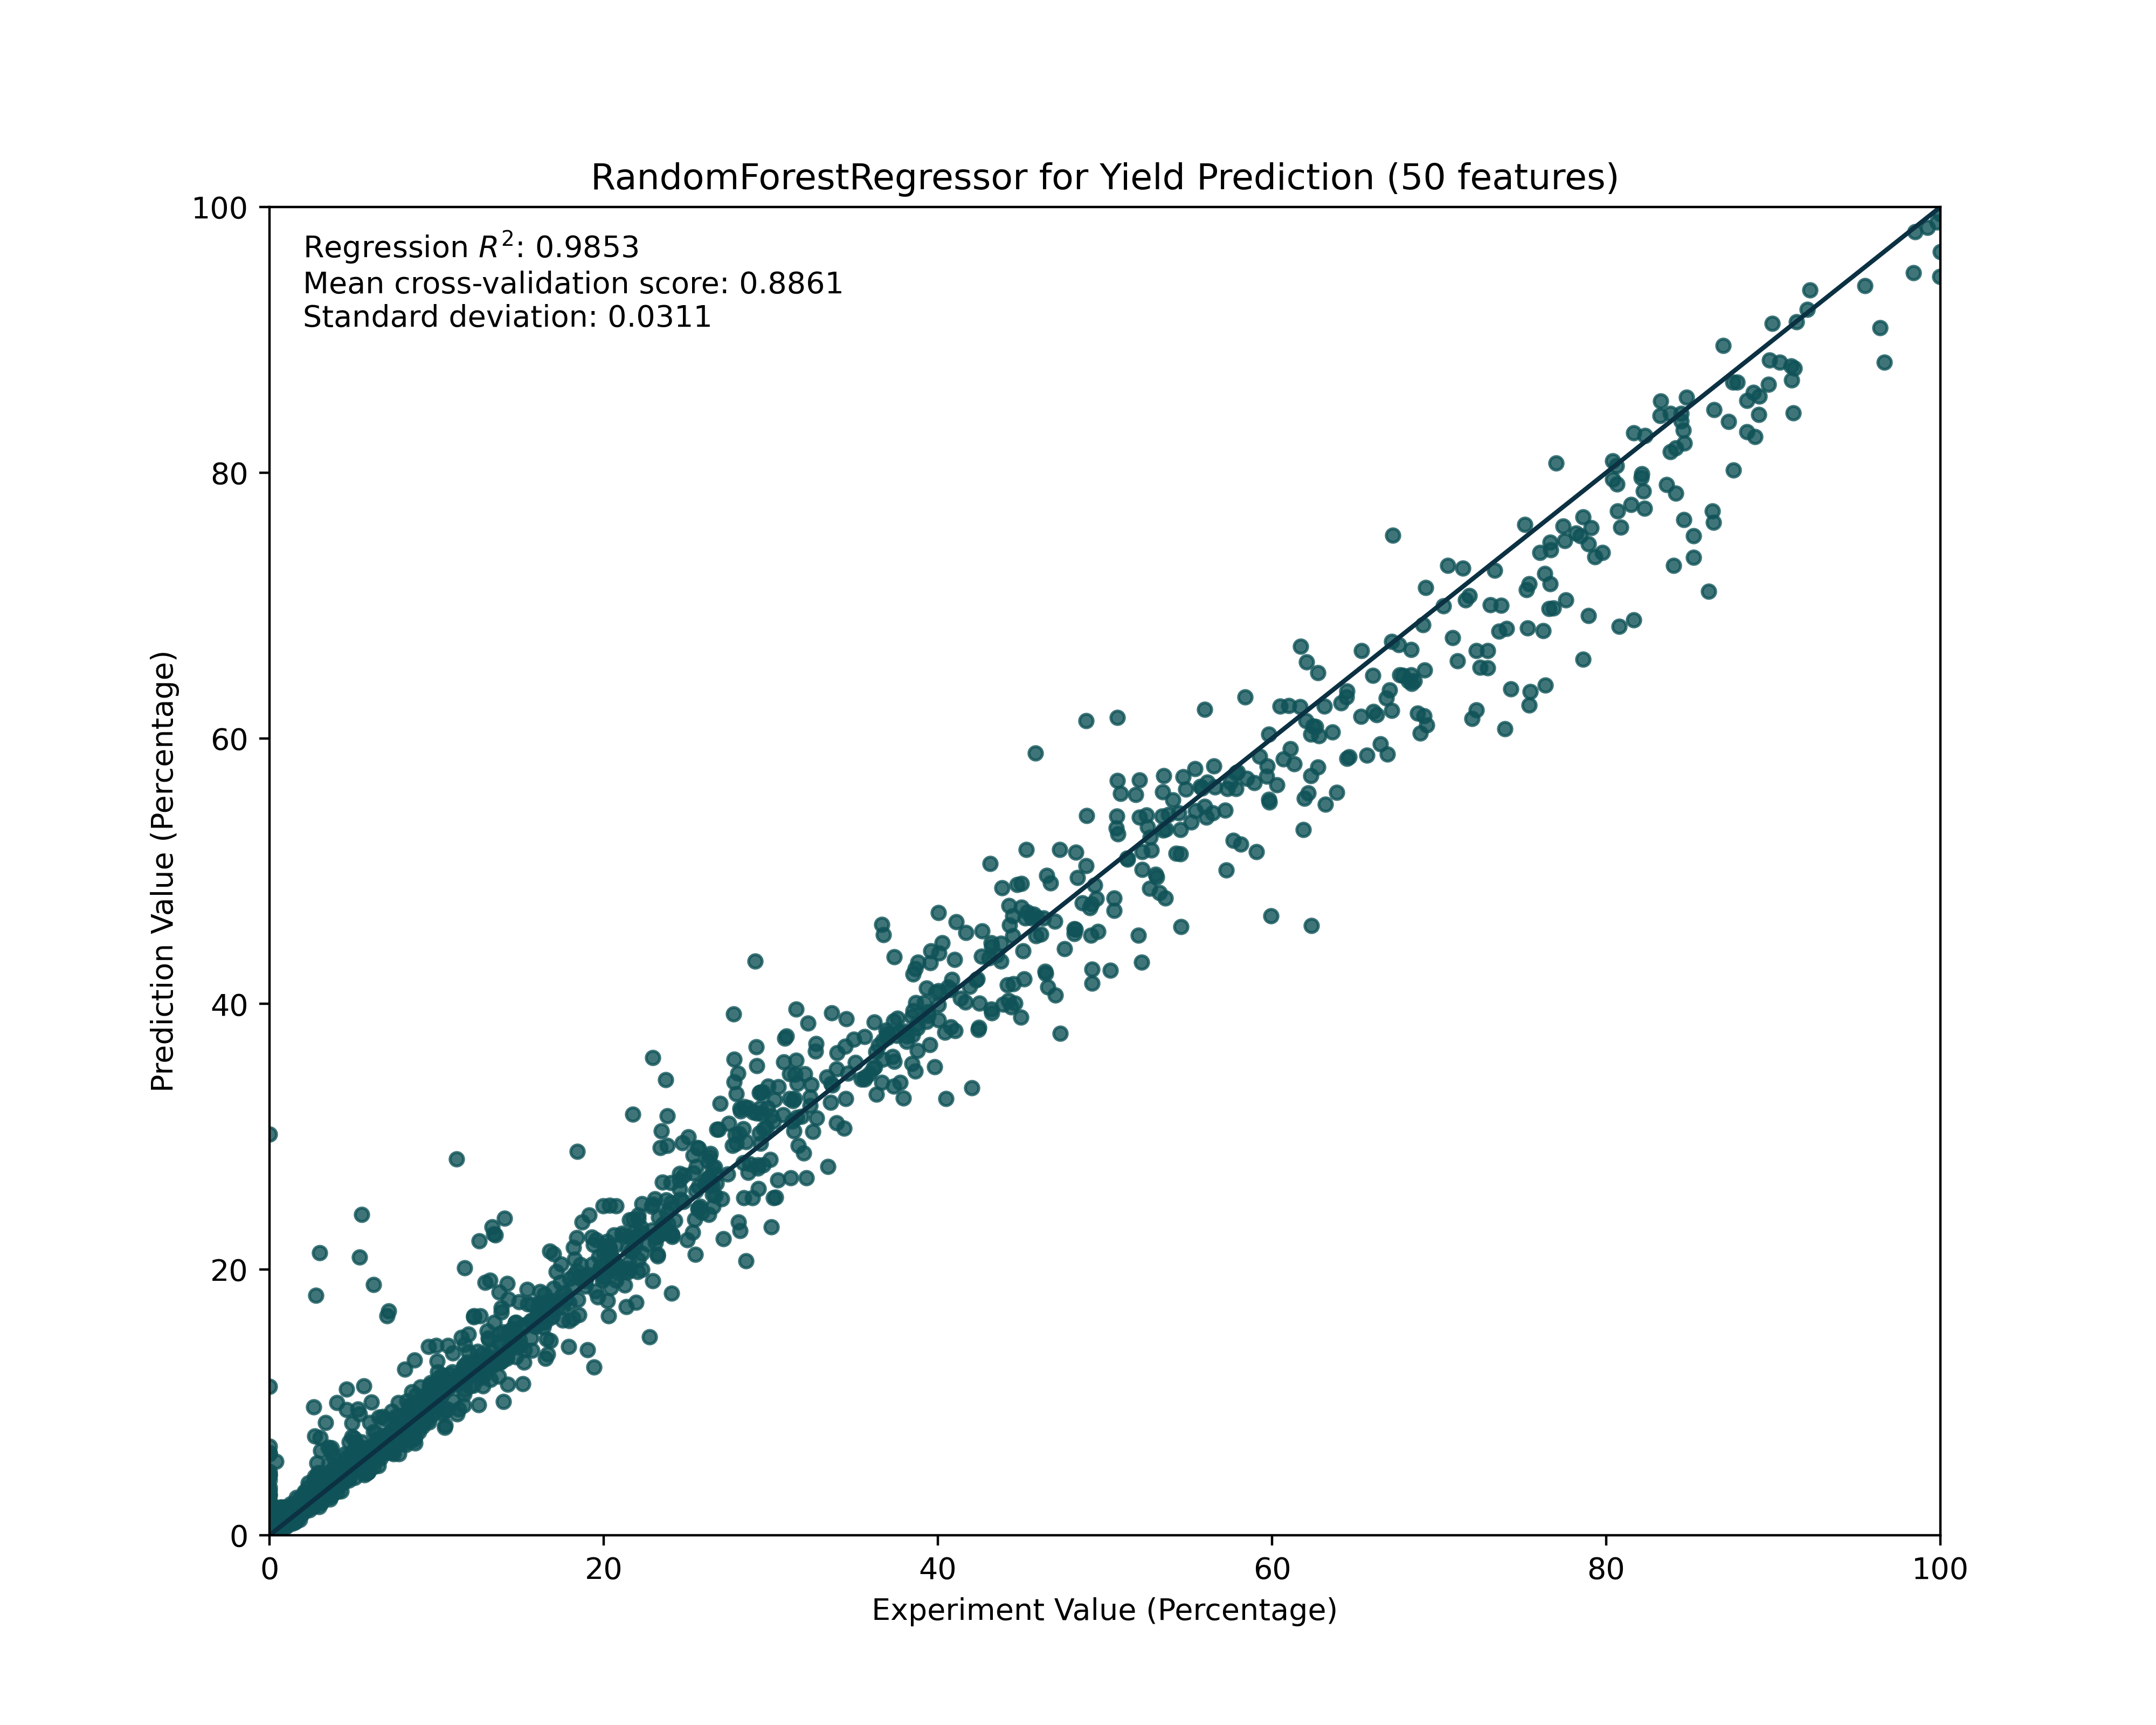 RandomForestRegressor for Yield Prediction (50 features)
Regression R²: 0.9853
Mean cross-validation score: 0.8861
Standard deviation: 0.0311
100
80
60
40
20
0
Prediction Value (Percentage)
0 20 40 60 80 100
Experiment Value (Percentage)